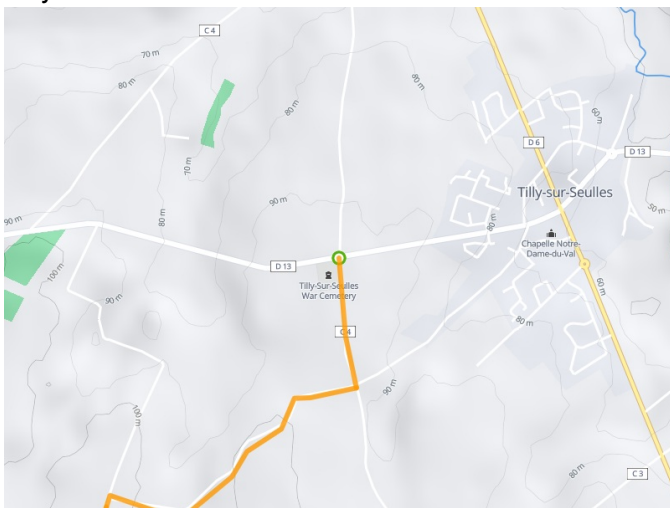 C 4
70 m
80 m
80 m
80 m
60 m
D 6
D 13
70 m
Tilly-sur-Seulles
90 m
50 m
90 m
80 m
80 m
Chapelle Notre-
Dame-du-Val
D 13
100 m
Tilly-Sur-Seulles
War Cemetery
60 m
90 m
80 m
C 4
90 m
100 m
80 m
C 3